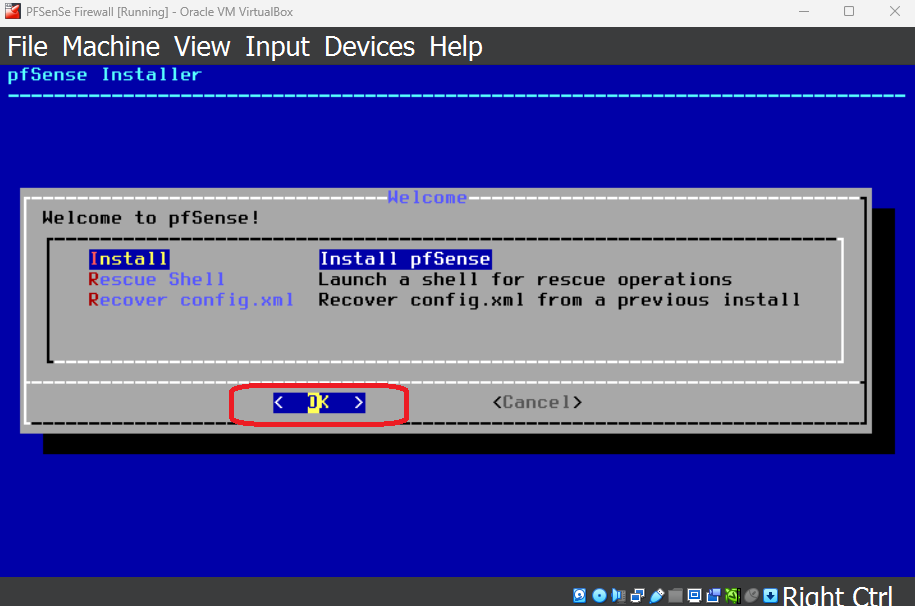 PFSenSe Firewall [Running] - Oracle VM VirtualBox
File Machine View Input Devices Help
pfSense Installer
Welcome
Welcome to pfSense!
Install Install pfSense
Rescue Shell Launch a shell for rescue operations
Recover config.xml Recover config.xml from a previous install
< OK > <Cancel>
Right Ctrl